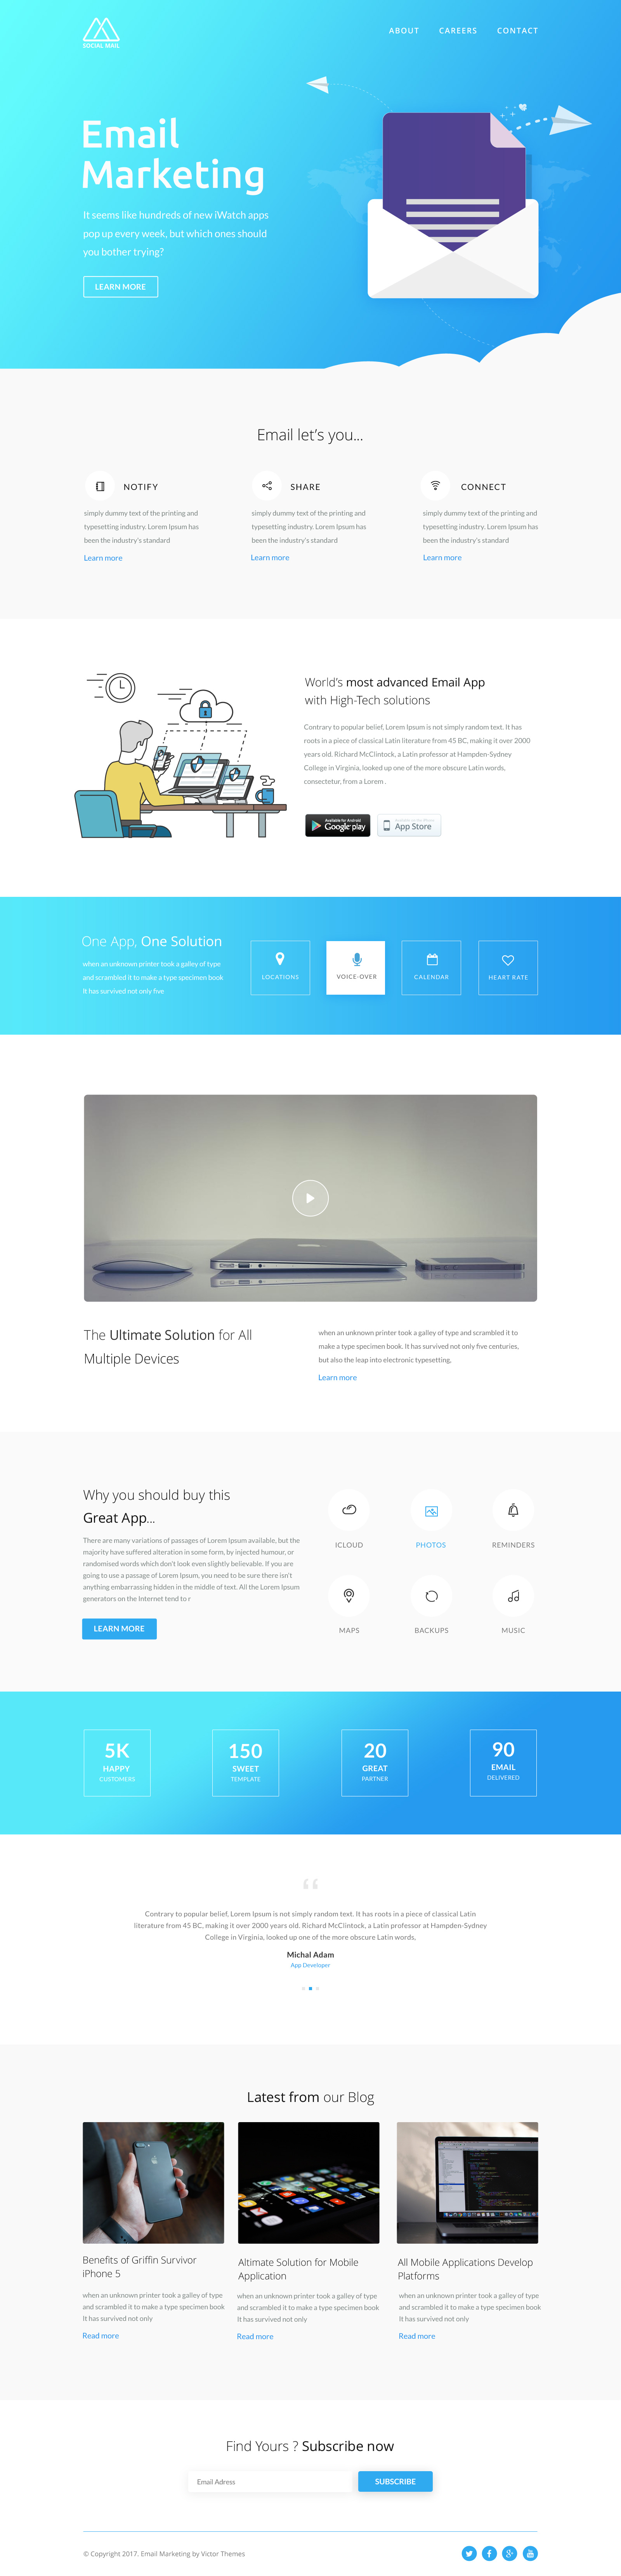 SOCIAL MAIL
ABOUT CAREERS CONTACT
Email
Marketing
It seems like hundreds of new iWatch apps
pop up every week, but which ones should
you bother trying?
LEARN MORE
Email let's you...
NOTIFY
simply dummy text of the printing and
typesetting industry. Lorem Ipsum has
been the industry's standard
Learn more
SHARE
simply dummy text of the printing and
typesetting industry. Lorem Ipsum has
been the industry's standard
Learn more
CONNECT
simply dummy text of the printing and
typesetting industry. Lorem Ipsum has
been the industry's standard
Learn more
World's most advanced Email App
with High-Tech solutions
Contrary to popular belief, Lorem Ipsum is not simply random text. It has
roots in a piece of classical Latin literature from 45 BC, making it over 2000
years old. Richard McClintock, a Latin professor at Hampden-Sydney
College in Virginia, looked up one of the more obscure Latin words,
consectetur, from a Lorem .
Available for Android
Google play
App Store
One App, One Solution
when an unknown printer took a galley of type
and scrambled it to make a type specimen book
It has survived not only five
LOCATIONS
VOICE-OVER
CALENDAR
HEART RATE
The Ultimate Solution for All
Multiple Devices
when an unknown printer took a galley of type and scrambled it to
make a type specimen book. It has survived not only five centuries,
but also the leap into electronic typesetting,
Learn more
Why you should buy this
Great App...
There are many variations of passages of Lorem Ipsum available, but the
majority have suffered alteration in some form, by injected humour, or
randomised words which don't look even slightly believable. If you are
going to use a passage of Lorem Ipsum, you need to be sure there isn't
anything embarrassing hidden in the middle of text. All the Lorem Ipsum
generators on the Internet tend to r
LEARN MORE
ICLOUD
PHOTOS
REMINDERS
MAPS
BACKUPS
MUSIC
5K
HAPPY
CUSTOMERS
150
SWEET
TEMPLATE
20
GREAT
PARTNER
90
EMAIL
DELIVERED
“
Contrary to popular belief, Lorem Ipsum is not simply random text. It has roots in a piece of classical Latin
literature from 45 BC, making it over 2000 years old. Richard McClintock, a Latin professor at Hampden-Sydney
College in Virginia, looked up one of the more obscure Latin words,
Michal Adam
App Developer
Latest from our Blog
Benefits of Griffin Survivor
iPhone 5
when an unknown printer took a galley of type
and scrambled it to make a type specimen book
It has survived not only
Read more
Altimate Solution for Mobile
Application
when an unknown printer took a galley of type
and scrambled it to make a type specimen book
It has survived not only
Read more
All Mobile Applications Develop
Platforms
when an unknown printer took a galley of type
and scrambled it to make a type specimen book
It has survived not only
Read more
Find Yours ? Subscribe now
Email Adress
SUBSCRIBE
© Copyright 2017. Email Marketing by Victor Themes